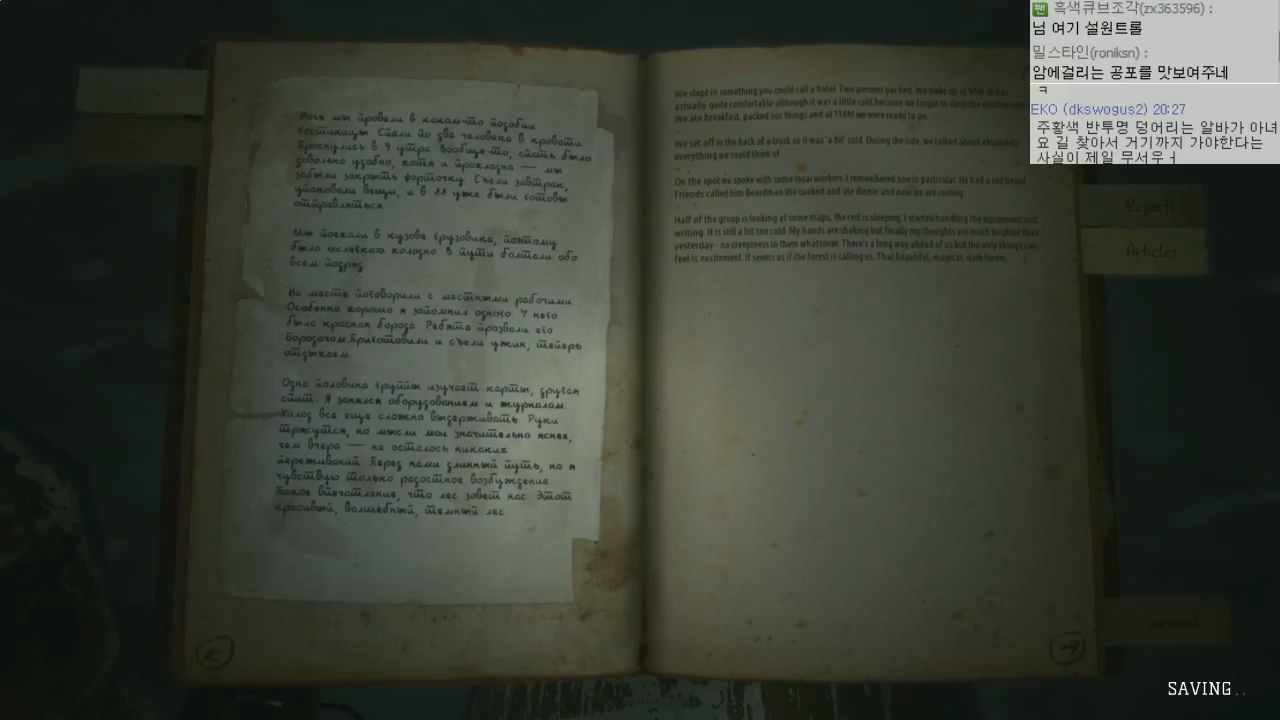 Ночь мы провели в каком-то подобии
гостиницы. Спали по два человека в кровати.
Проснулись в 9 утра. Вообще-то, спать было
довольно удобно, хотя и прохладно — мы
забыли закрыть форточку. Съели завтрак,
упаковали вещи, и в 11 уже были готовы
отправляться.
Мы поехали в кузове грузовика, поэтому
было
холодно. В пути болтали обо
всем подряд.
На месте поговорили с местными рабочими.
Особенно хорошо я запомнил одного. У него
была красная борода. Ребята прозвали его
Бородачом. Приготовили и съели ужин, теперь
отдыхаем.
Одна половина группы изучает карты, другая
спит. Я занялся оборудованием и журналом.
Холод все еще сложно выдерживать. Руки
трясутся, но мысли мои значительно яснее,
чем вчера — не осталось никаких
переживаний. Перед нами длинный путь, но я
чувствую только радостное возбуждение.
Такое впечатление, что лес зовет нас. Этот
красивый, волшебный, темный лес
We slept in something you could call a hotel. Two persons per bed. We woke up at 9AM. It was
actually quite comfortable although it was a little cold because we forgot to close the window
We ate breakfast, packed our things and at 11AM we were ready to go.
We set off in the back of a truck so it was 'a bit' cold. During the ride, we talked about absolutely
everything we could think of.
On the spot we spoke with some local workers. I remembered one in particular. He had a red beard.
Friends called him Beardman. We cooked and ate dinner and now we are resting.
Half of the group is looking at some maps, the rest is sleeping. I started handling the equipment and
writing. It is still a bit too cold. My hands are shaking but finally my thoughts are much brighter than
yesterday - no creepiness in them whatsover. There's a long way ahead of us but the only thing I can
feel is excitement. It seems as if the forest is calling us. That beautiful, magical, dark forest.
팬 흑색큐브조각(zx363596) :
님 여기 설원트롤
밀스타인(roniksn) :
암에걸리는 공포를 맛보여주네
ㅋ
EKO (dkswogus2) 20:27
주황색 반투명 덩어리는 알바가 아녀
요 길 찾아서 거기까지 가야한다는
사실이 제일 무서우ㅓ
Reports
Articles
SAVING..